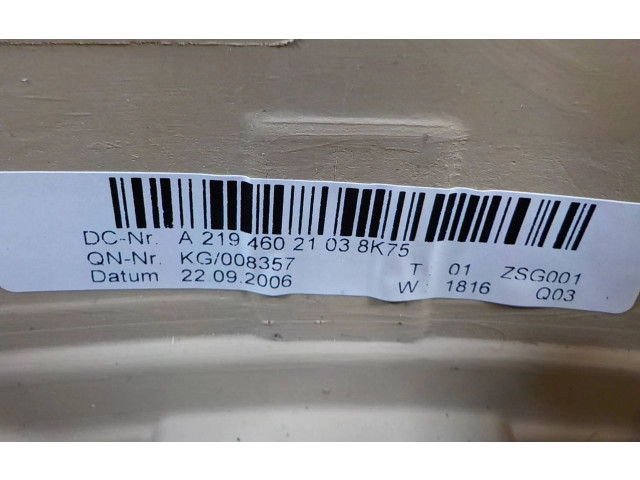 DC-Nr. A 219 460 21 03 8K75
QN-Nr. KG/008357 T: 01 ZSG001
Datum 22.09.2006 W: 1816 Q03